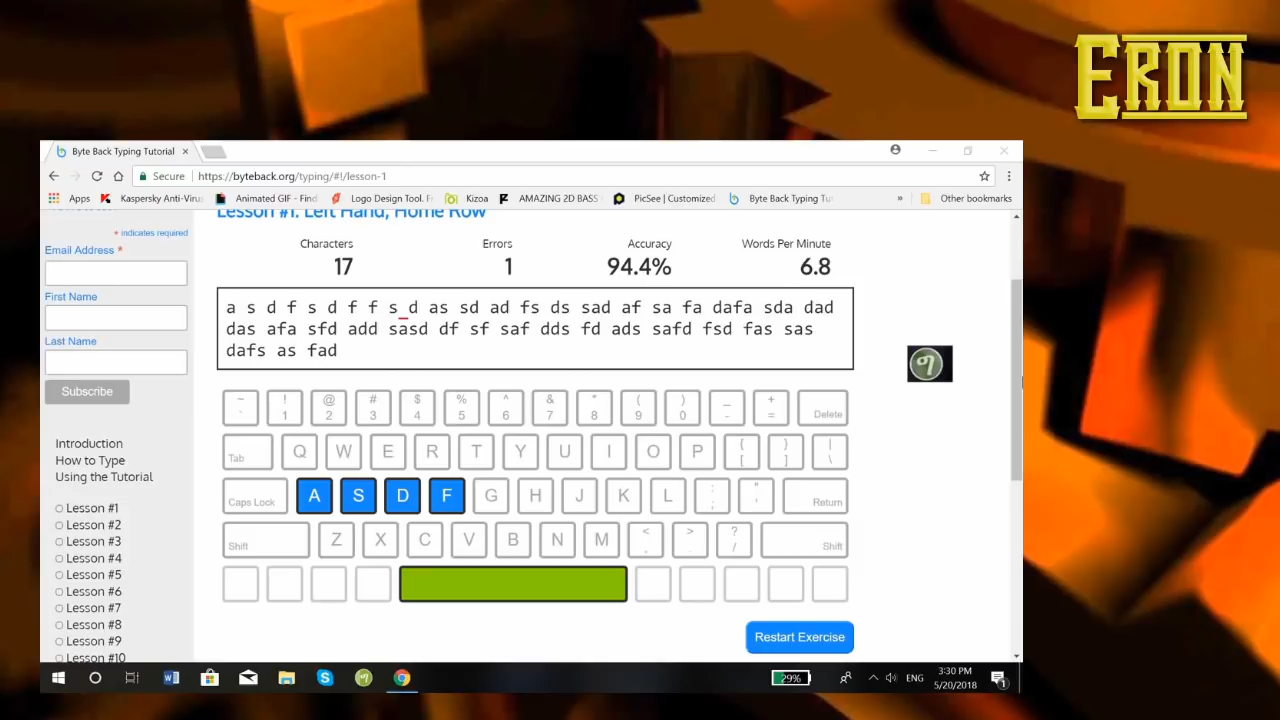 ERON
Byte Back Typing Tutorial
Secure
https://byteback.org/typing/#!/lesson-1
Apps
Kaspersky Anti-Virus
Animated GIF - Find
Logo Design Tool. F
Kizoa
AMAZING 2D BASS
PicSee | Customized
Byte Back Typing Tut
»
Other bookmarks
Lesson #1: Left Hand, Home Row
* indicates required
Email Address *
First Name
Last Name
Subscribe
Introduction
How to Type
Using the Tutorial
Lesson #1
Lesson #2
Lesson #3
Lesson #4
Lesson #5
Lesson #6
Lesson #7
Lesson #8
Lesson #9
Lesson #10
Characters Errors Accuracy Words Per Minute
17 1 94.4% 6.8
a s d f s d f f s_d as sd ad fs ds sad af sa fa dafa sda dad
das afa sfd add sasd df sf saf dds fd ads safd fsd fas sas
dafs as fad
~ ! @ # $ % ^ & * ( ) _ +
` 1 2 3 4 5 6 7 8 9 0 - = Delete
Tab Q W E R T Y U I O P { [ } ] | \
Caps Lock A S D F G H J K L : ; " ' Return
Shift Z X C V B N M < , > . ? / Shift
Restart Exercise
29%
ENG
3:30 PM
5/20/2018
1